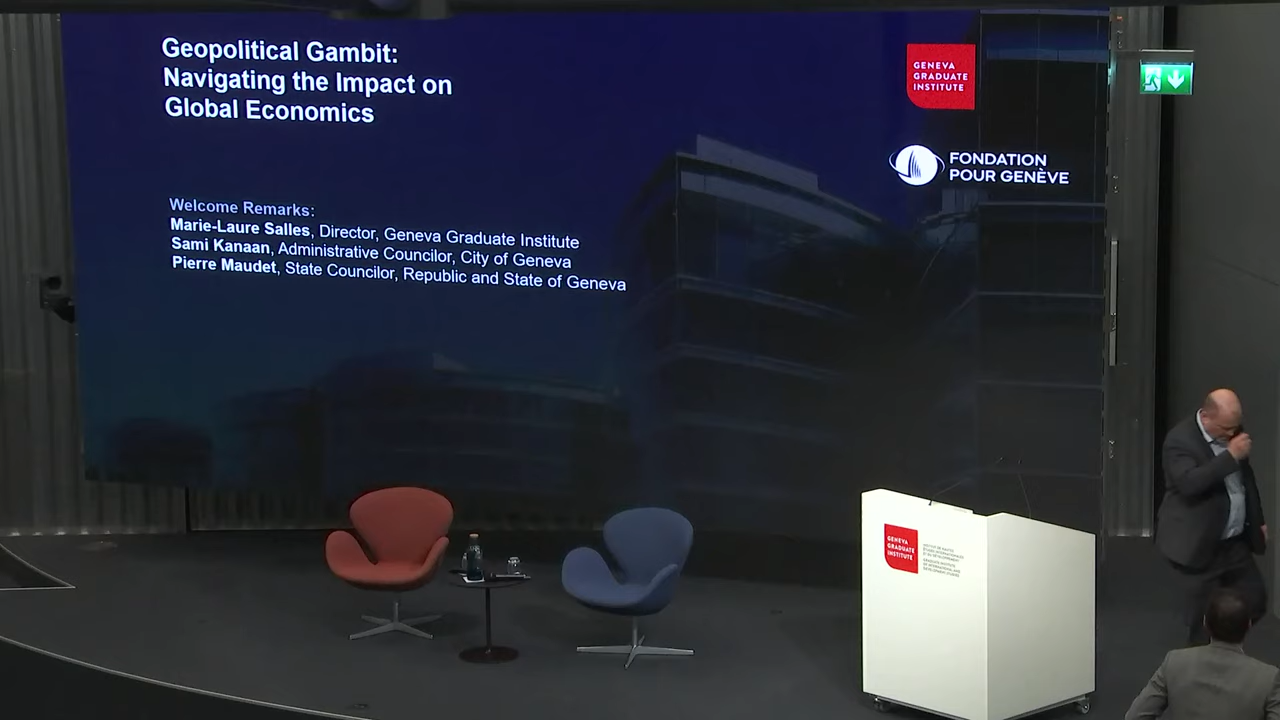 Geopolitical Gambit:
Navigating the Impact on
Global Economics
GENEVA
GRADUATE
INSTITUTE
FONDATION
POUR GENÈVE
Welcome Remarks:
Marie-Laure Salles, Director, Geneva Graduate Institute
Sami Kanaan, Administrative Councilor, City of Geneva
Pierre Maudet, State Councilor, Republic and State of Geneva
GENEVA
GRADUATE
INSTITUTE